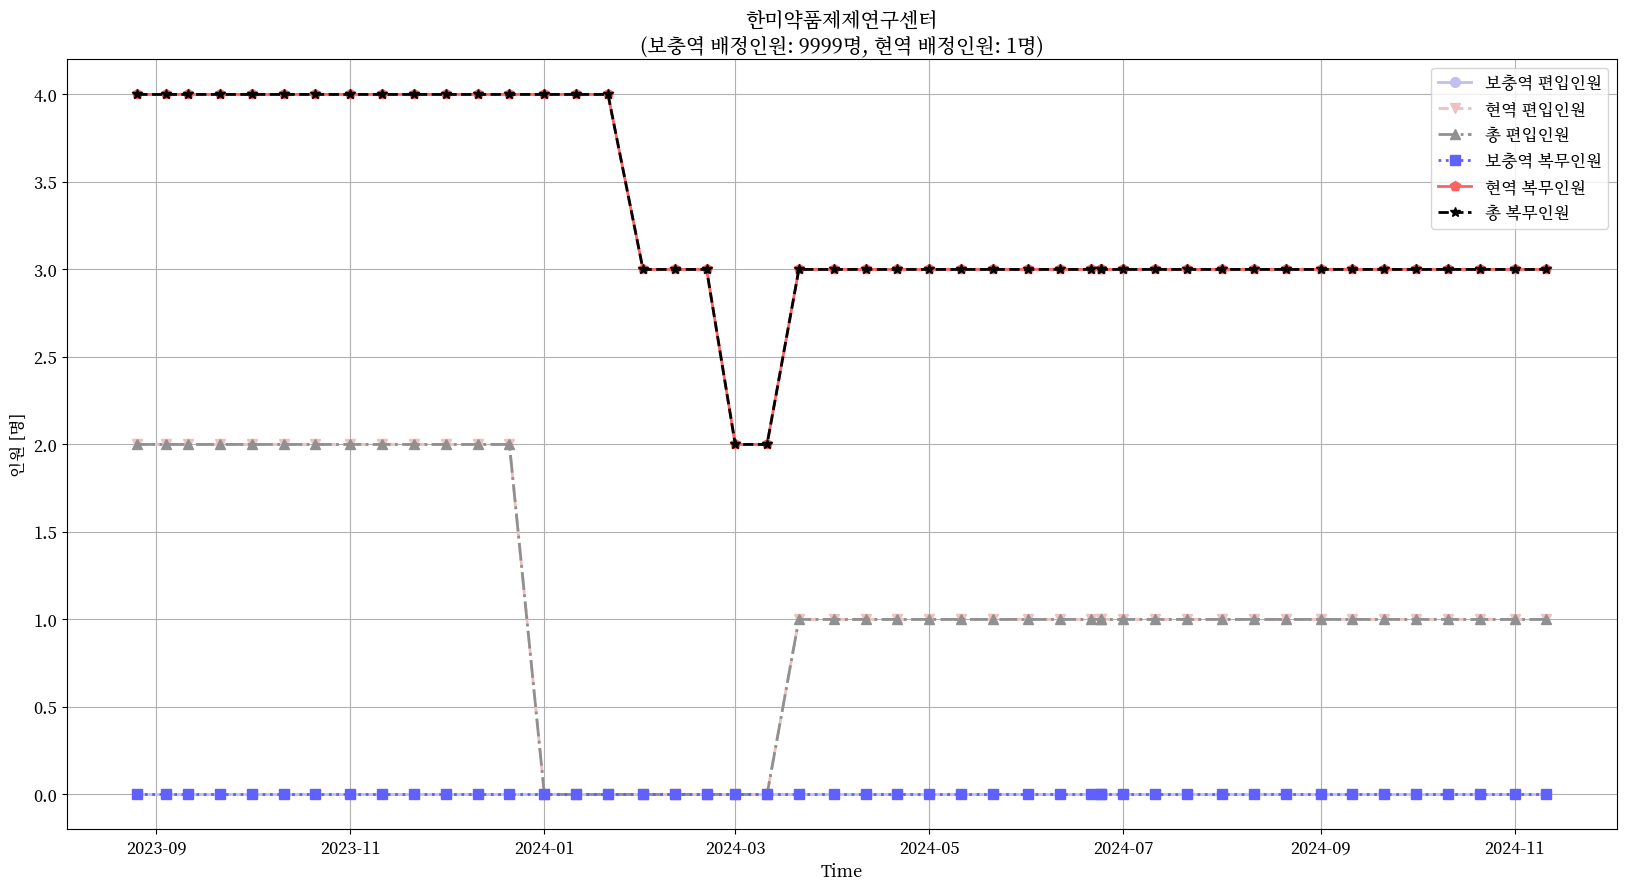 한미약품제제연구센터
(보충역 배정인원: 9999명, 현역 배정인원: 1명)
보충역 편입인원
현역 편입인원
총 편입인원
보충역 복무인원
현역 복무인원
총 복무인원
4.0
3.5
3.0
2.5
2.0
1.5
1.0
0.5
0.0
인원 [명]
2023-09
2023-11
2024-01
2024-03
2024-05
2024-07
2024-09
2024-11
Time